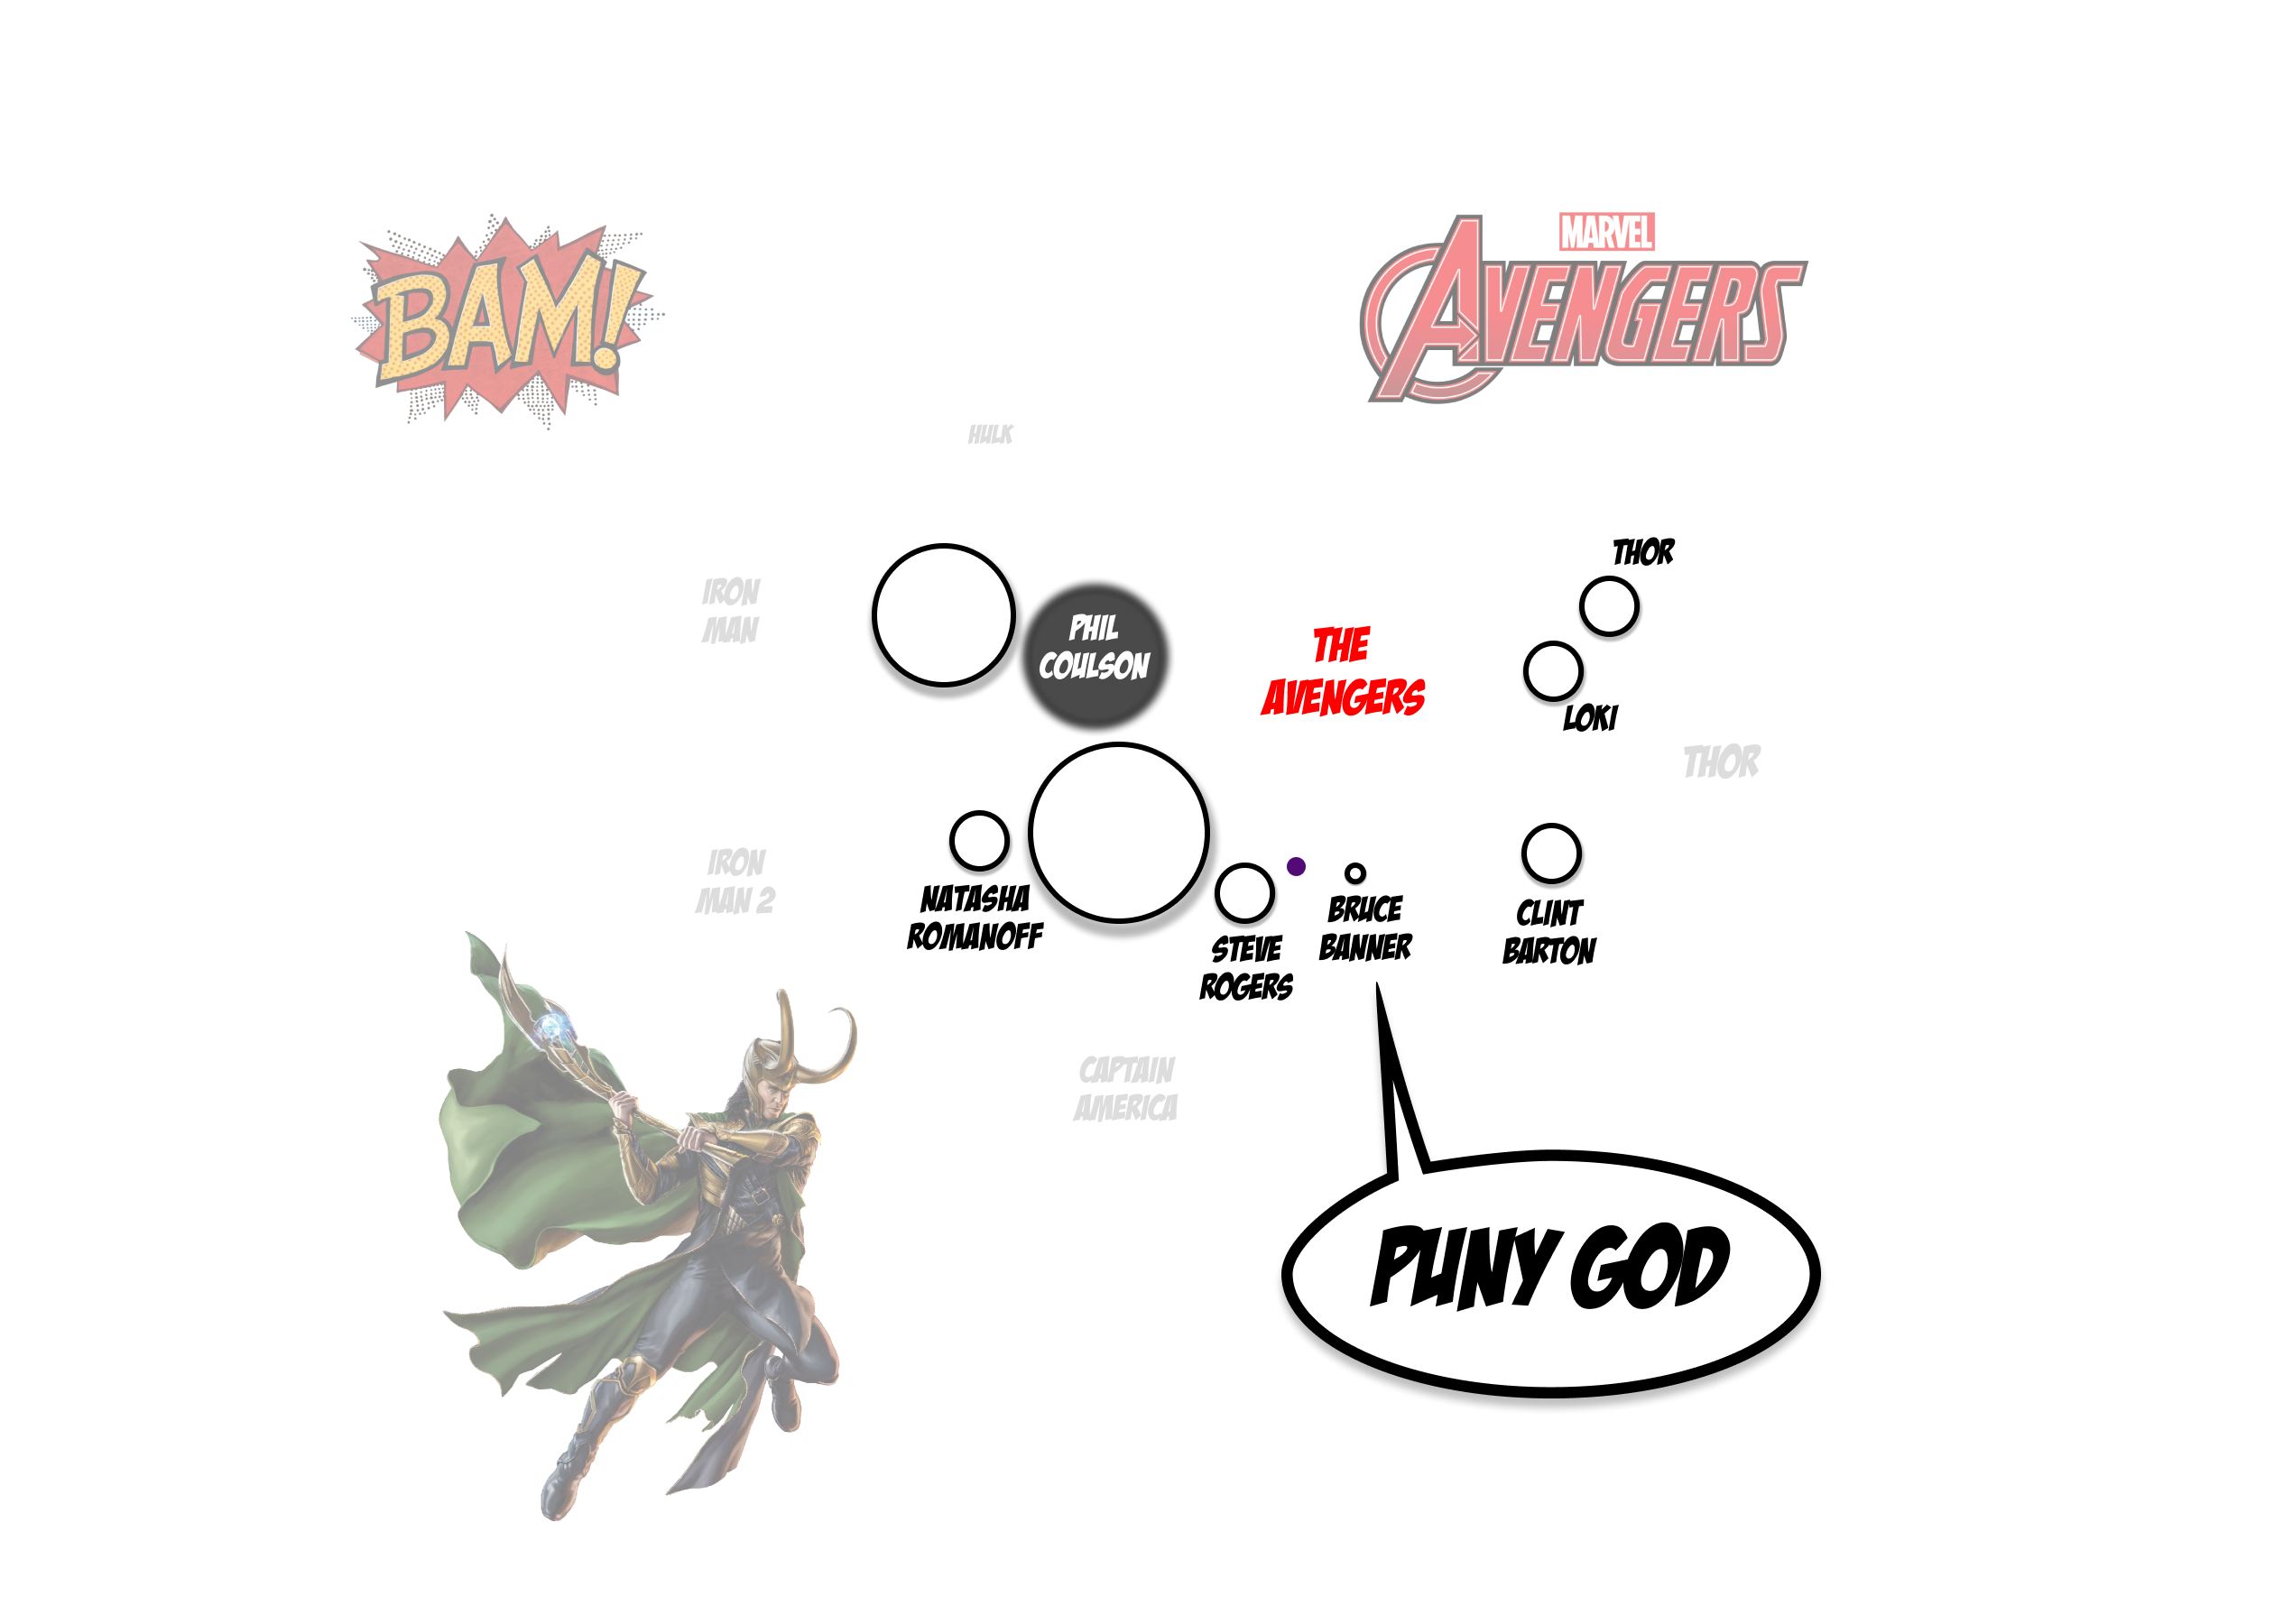 BAM!
MARVEL
AVENGERS
HULK
THOR
IRON
MAN
PHIL
COULSON
THE
AVENGERS
LOKI
THOR
IRON
MAN 2
NATASHA
ROMANOFF
STEVE
ROGERS
BRUCE
BANNER
CLINT
BARTON
CAPTAIN
AMERICA
PUNY GOD